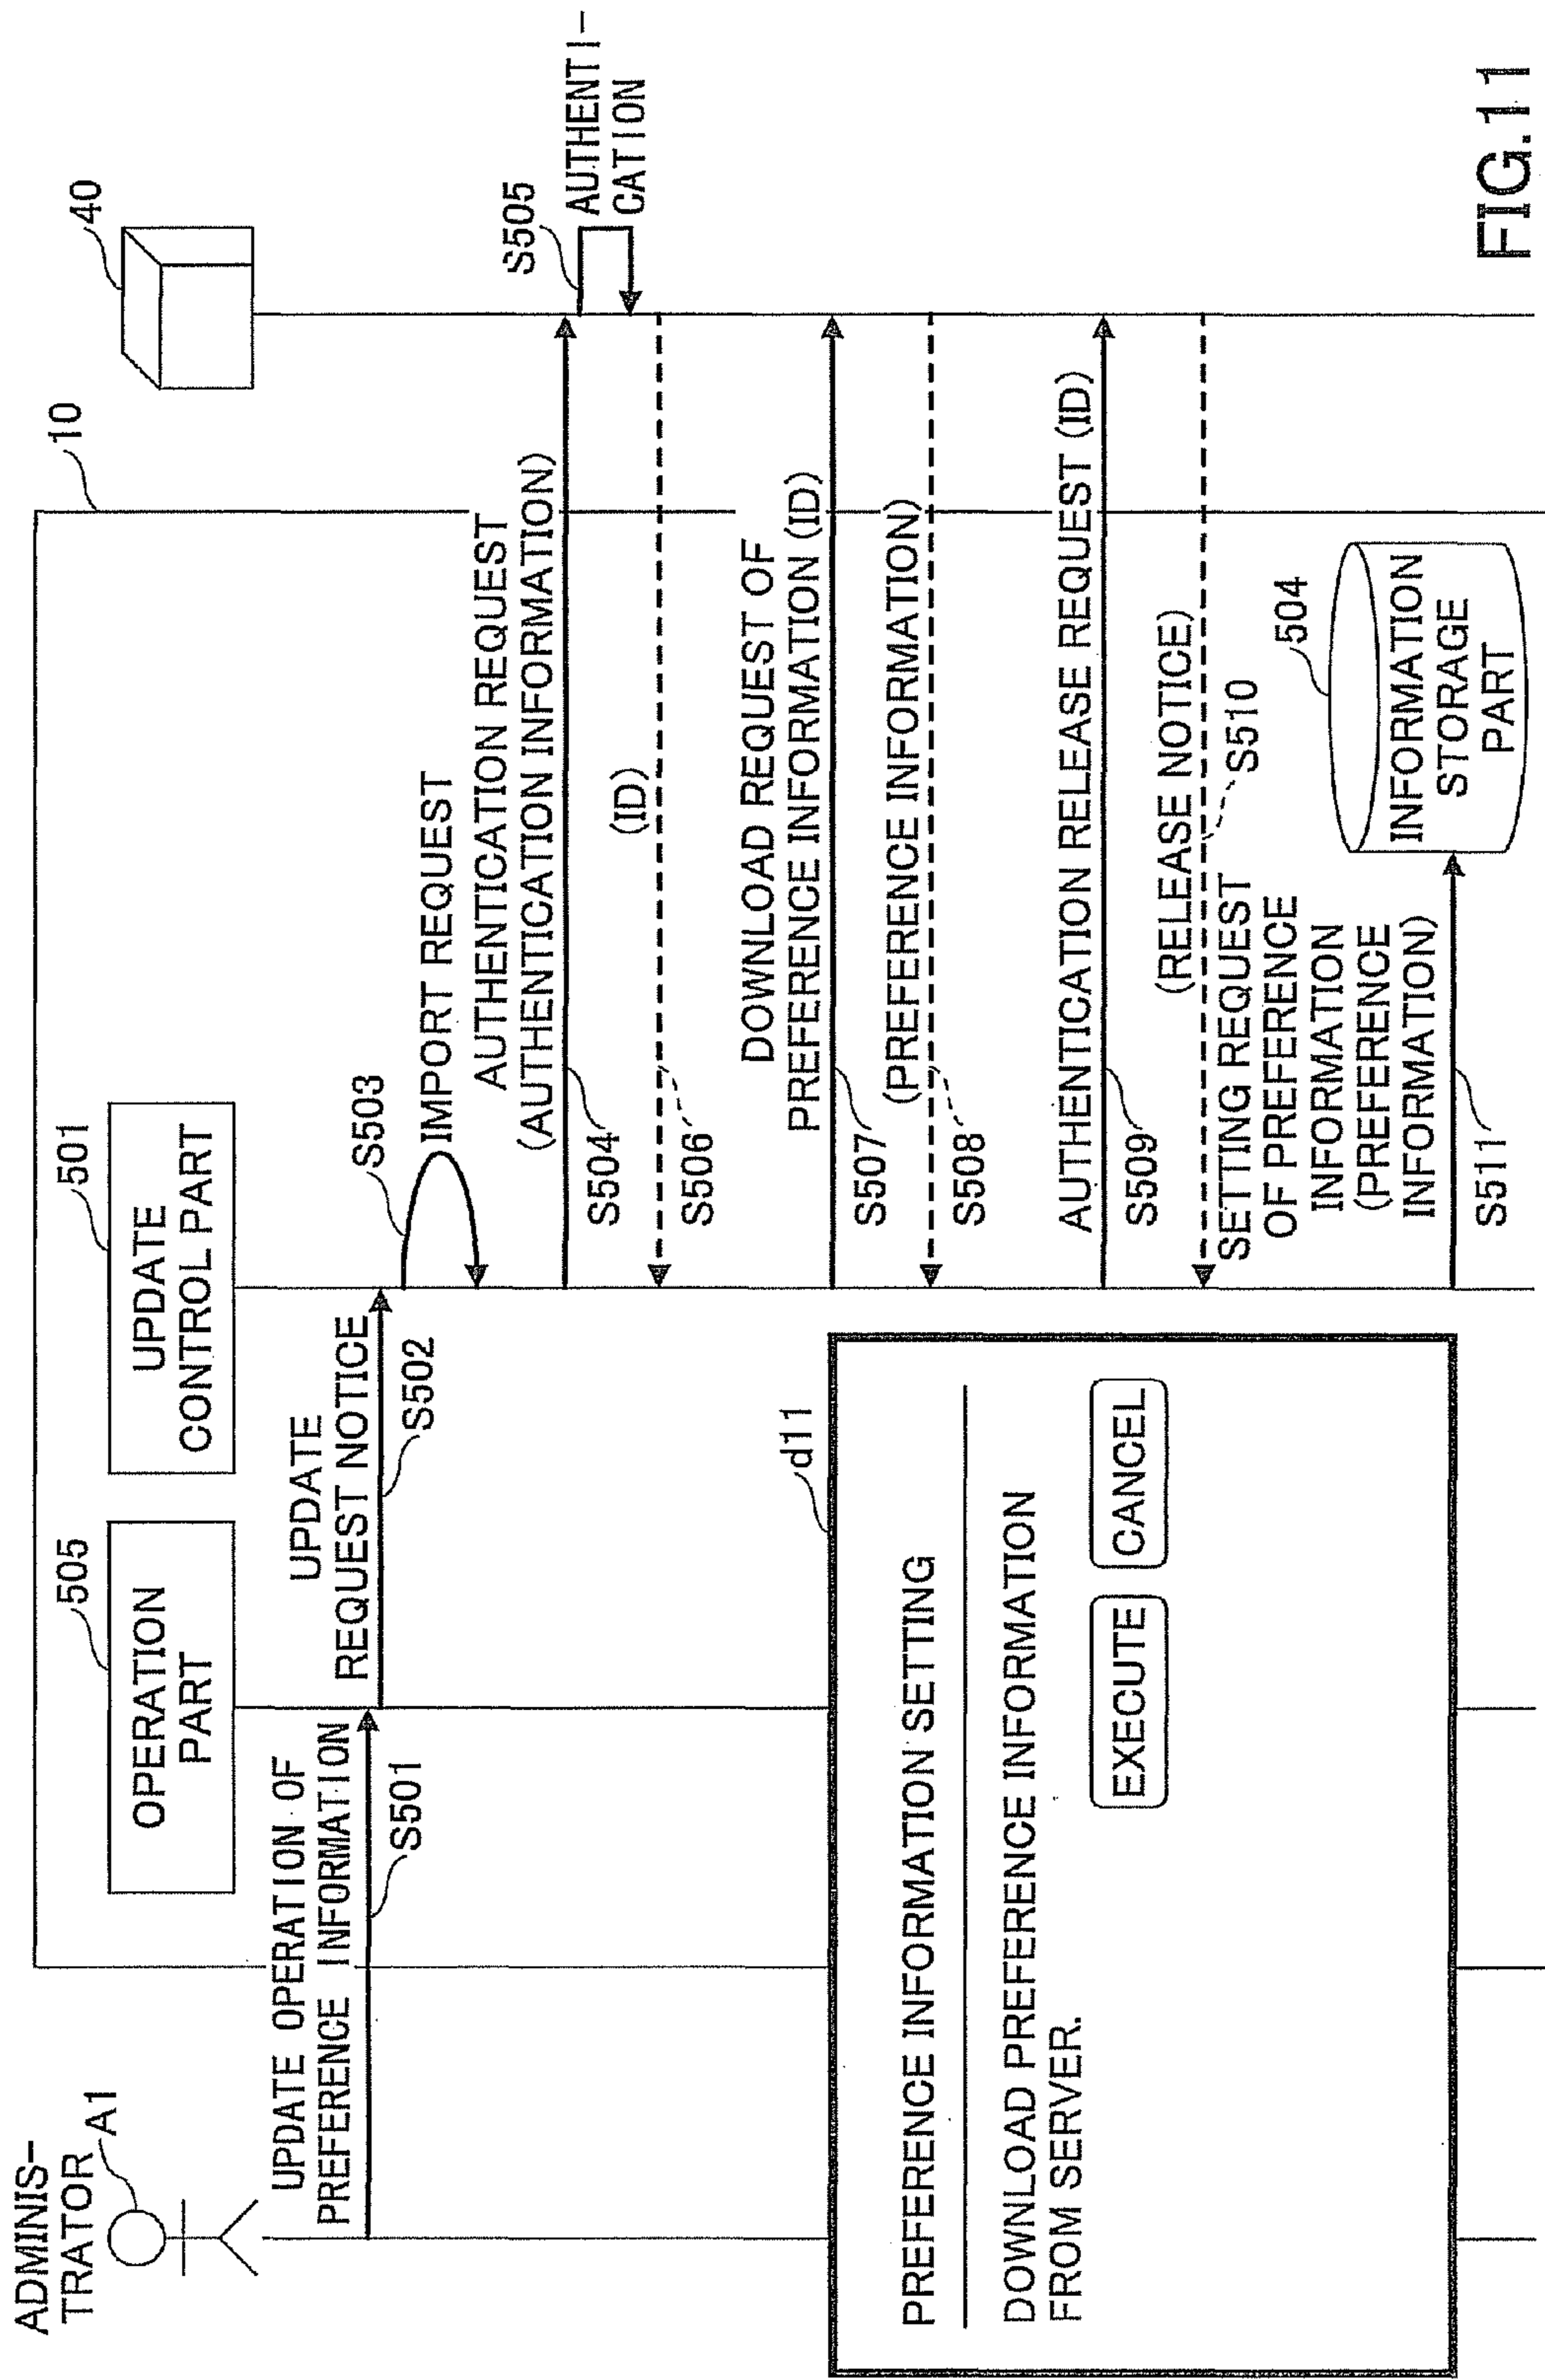 ADMINIS-
TRATOR
A1
10
40
505
OPERATION
PART
501
UPDATE
CONTROL PART
UPDATE OPERATION OF
PREFERENCE INFORMATION
S501
UPDATE
REQUEST NOTICE
S502
S503
IMPORT REQUEST
AUTHENTICATION REQUEST
(AUTHENTICATION INFORMATION)
S504
S505
AUTHENTI-
CATION
(ID)
S506
DOWNLOAD REQUEST OF
PREFERENCE INFORMATION (ID)
S507
(PREFERENCE INFORMATION)
S508
AUTHENTICATION RELEASE REQUEST (ID)
S509
(RELEASE NOTICE)
S510
SETTING REQUEST
OF PREFERENCE
INFORMATION
(PREFERENCE
INFORMATION)
S511
504
INFORMATION
STORAGE
PART
d11
PREFERENCE INFORMATION SETTING
DOWNLOAD PREFERENCE INFORMATION
FROM SERVER.
EXECUTE
CANCEL
FIG.11